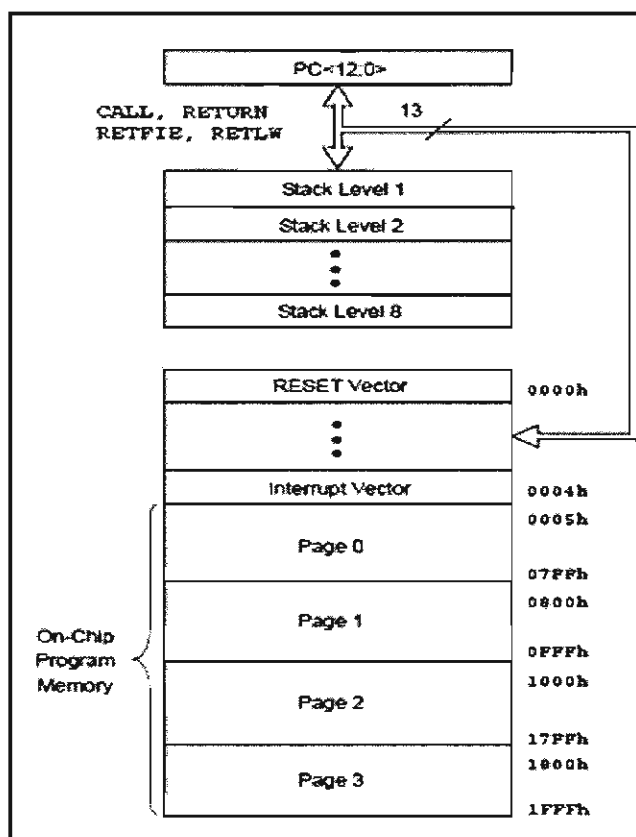 PC<12:0>
CALL, RETURN
RETFIE, RETLW
13
Stack Level 1
Stack Level 2
Stack Level 8
RESET Vector
0000h
Interrupt Vector
0004h
0005h
Page 0
07FFh
0800h
Page 1
0FFFh
1000h
Page 2
17FFh
1800h
Page 3
1FFFh
On-Chip
Program
Memory